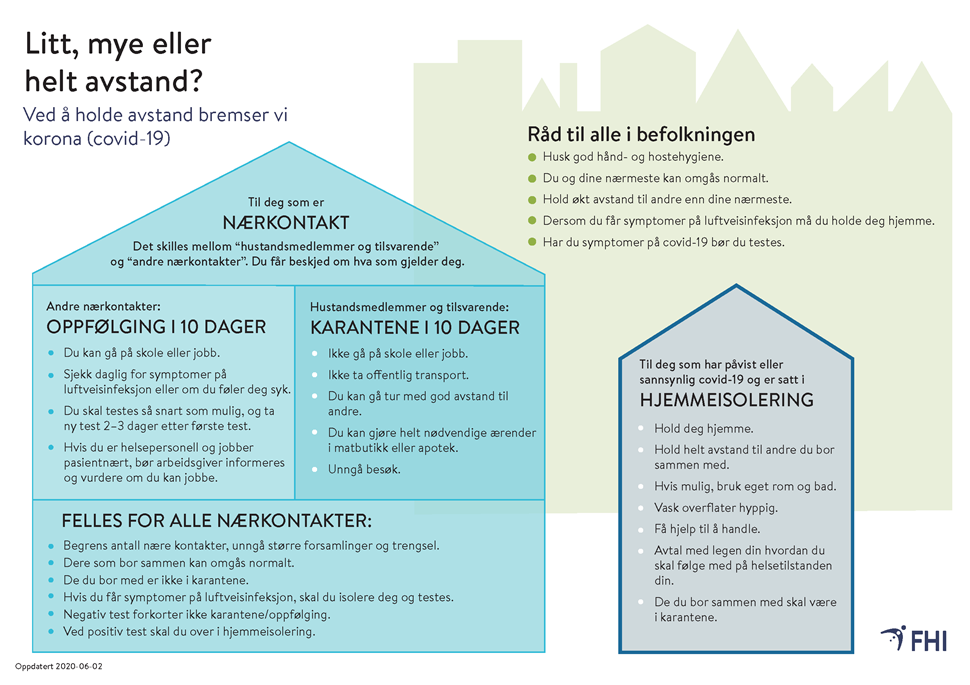 Litt, mye eller
helt avstand?
Ved å holde avstand bremser vi
korona (covid-19)
Råd til alle i befolkningen
Husk god hånd- og hostehygiene.
Du og dine nærmeste kan omgås normalt.
Hold økt avstand til andre enn dine nærmeste.
Dersom du får symptomer på luftveisinfeksjon må du holde deg hjemme.
Har du symptomer på covid-19 bør du testes.
Til deg som er
NÆRKONTAKT
Det skilles mellom “hustandsmedlemmer og tilsvarende”
og “andre nærkontakter”. Du får beskjed om hva som gjelder deg.
Andre nærkontakter:
OPPFØLGING I 10 DAGER
Du kan gå på skole eller jobb.
Sjekk daglig for symptomer på
luftveisinfeksjon eller om du føler deg syk.
Du skal testes så snart som mulig, og ta
ny test 2–3 dager etter første test.
Hvis du er helsepersonell og jobber
pasientnært, bør arbeidsgiver informeres
og vurdere om du kan jobbe.
Hustandsmedlemmer og tilsvarende:
KARANTENE I 10 DAGER
Ikke gå på skole eller jobb.
Ikke ta offentlig transport.
Du kan gå tur med god avstand til
andre.
Du kan gjøre helt nødvendige ærender
i matbutikk eller apotek.
Unngå besøk.
FELLES FOR ALLE NÆRKONTAKTER:
Begrens antall nære kontakter, unngå større forsamlinger og trengsel.
Dere som bor sammen kan omgås normalt.
De du bor med er ikke i karantene.
Hvis du får symptomer på luftveisinfeksjon, skal du isolere deg og testes.
Negativ test forkorter ikke karantene/oppfølging.
Ved positiv test skal du over i hjemmeisolering.
Til deg som har påvist eller
sannsynlig covid-19 og er satt i
HJEMMEISOLERING
Hold deg hjemme.
Hold helt avstand til andre du bor
sammen med.
Hvis mulig, bruk eget rom og bad.
Vask overflater hyppig.
Få hjelp til å handle.
Avtal med legen din hvordan du
skal følge med på helsetilstanden
din.
De du bor sammen med skal være
i karantene.
FHI
Oppdatert 2020-06-02